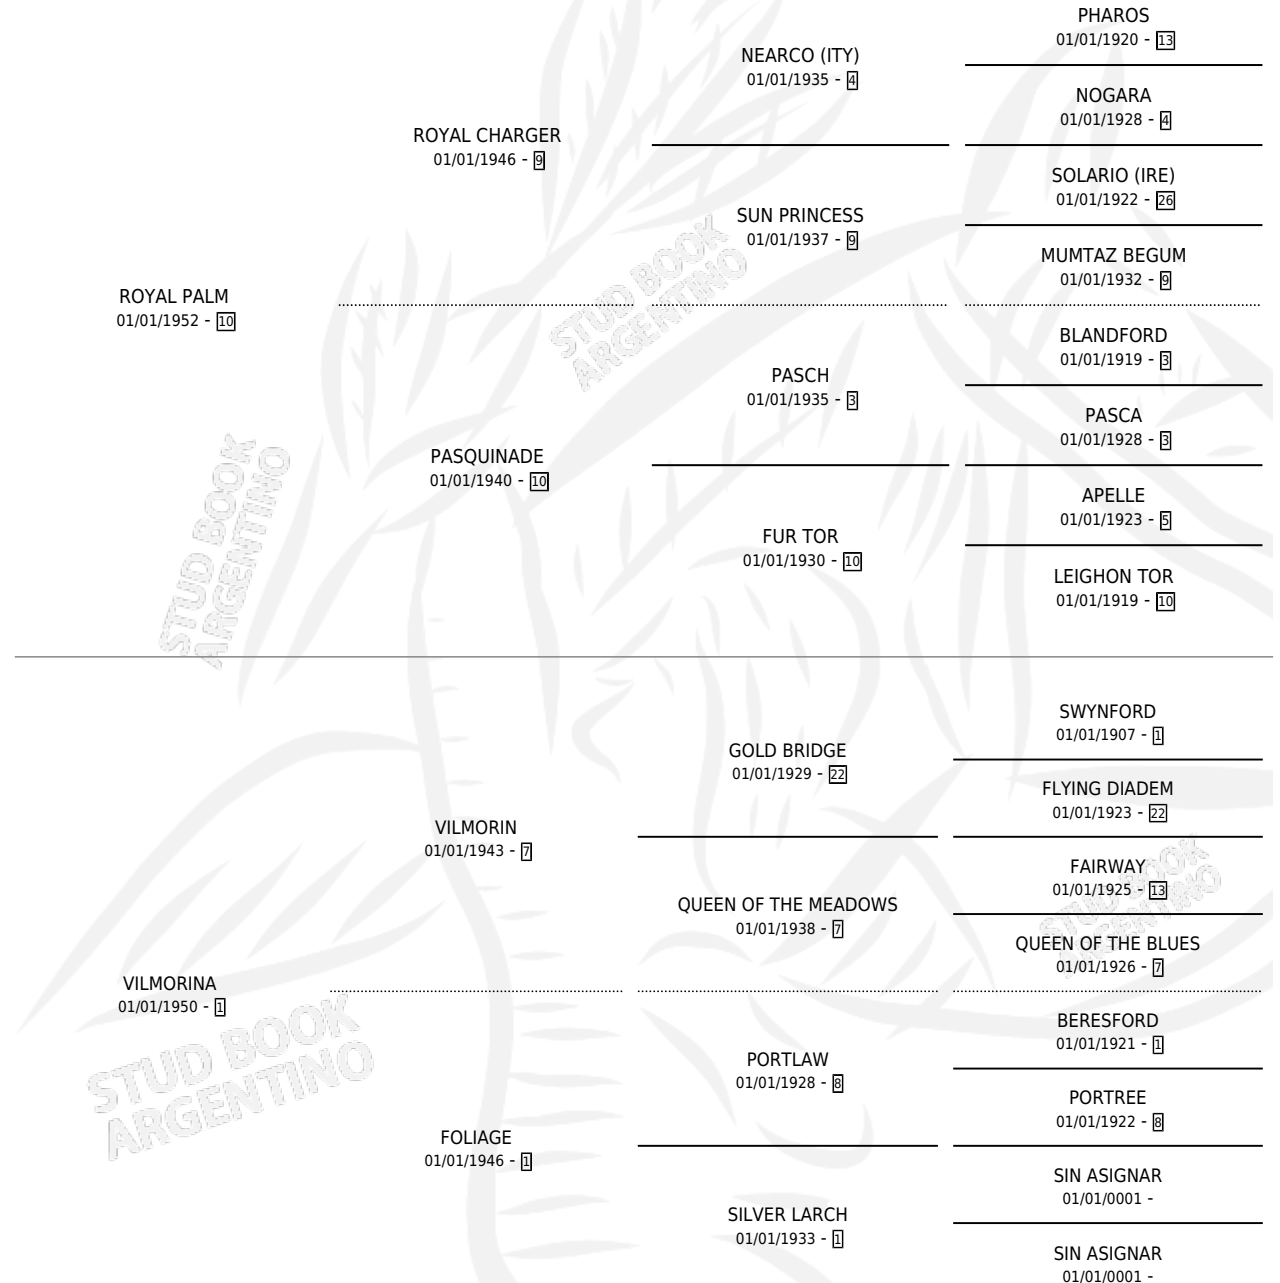 PHAROS
01/01/1920 - 13
NEARCO (ITY)
01/01/1935 - 4
NOGARA
01/01/1928 - 4
ROYAL CHARGER
01/01/1946 - 9
SOLARIO (IRE)
01/01/1922 - 26
SUN PRINCESS
01/01/1937 - 9
MUMTAZ BEGUM
01/01/1932 - 9
ROYAL PALM
01/01/1952 - 10
STUD BOOK
ARGENTINO
BLANDFORD
01/01/1919 - 3
PASCH
01/01/1935 - 3
PASCA
01/01/1928 - 3
PASQUINADE
01/01/1940 - 10
APELLE
01/01/1923 - 5
FUR TOR
01/01/1930 - 10
LEIGHON TOR
01/01/1919 - 10
STUD BOOK
ARGENTINO
SWYNFORD
01/01/1907 - 1
GOLD BRIDGE
01/01/1929 - 22
FLYING DIADEM
01/01/1923 - 22
VILMORIN
01/01/1943 - 7
FAIRWAY
01/01/1925 - 13
QUEEN OF THE MEADOWS
01/01/1938 - 7
QUEEN OF THE BLUES
01/01/1926 - 7
STUD BOOK
ARGENTINO
VILMORINA
01/01/1950 - 1
BERESFORD
01/01/1921 - 1
PORTLAW
01/01/1928 - 8
PORTREE
01/01/1922 - 8
STUD BOOK
ARGENTINO
FOLIAGE
01/01/1946 - 1
SIN ASIGNAR
01/01/0001 -
SILVER LARCH
01/01/1933 - 1
SIN ASIGNAR
01/01/0001 -